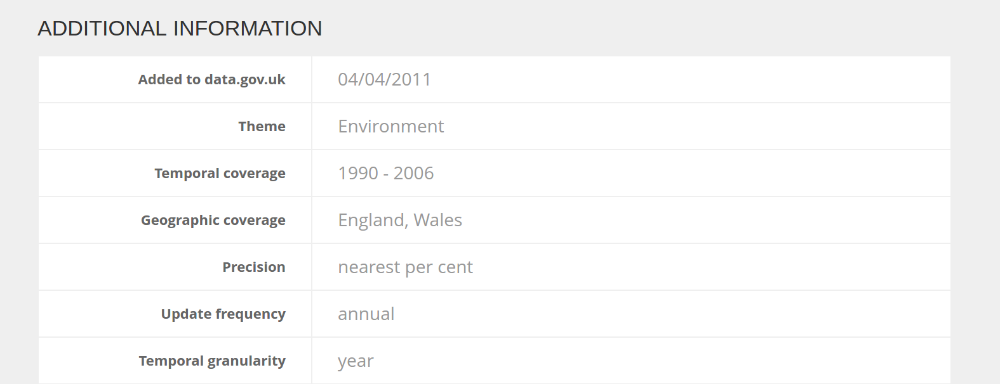 ADDITIONAL INFORMATION
Added to data.gov.uk 04/04/2011
Theme Environment
Temporal coverage 1990 - 2006
Geographic coverage England, Wales
Precision nearest per cent
Update frequency annual
Temporal granularity year